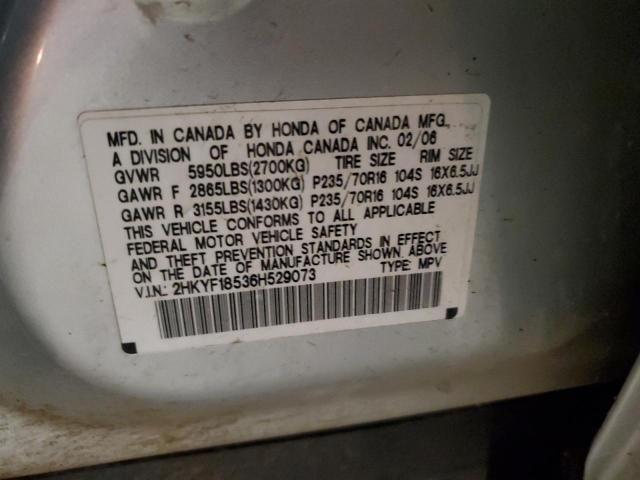 MFD. IN CANADA BY HONDA OF CANADA MFG.,
A DIVISION OF HONDA CANADA INC. 02/06
GVWR 5950LBS(2700KG) TIRE SIZE RIM SIZE
GAWR F 2865LBS(1300KG) P235/70R16 104S 16X6.5JJ
GAWR R 3155LBS(1430KG) P235/70R16 104S 16X6.5JJ
THIS VEHICLE CONFORMS TO ALL APPLICABLE
FEDERAL MOTOR VEHICLE SAFETY
AND THEFT PREVENTION STANDARDS IN EFFECT
ON THE DATE OF MANUFACTURE SHOWN ABOVE
V.I.N.: 2HKYF18536H529073 TYPE: MPV